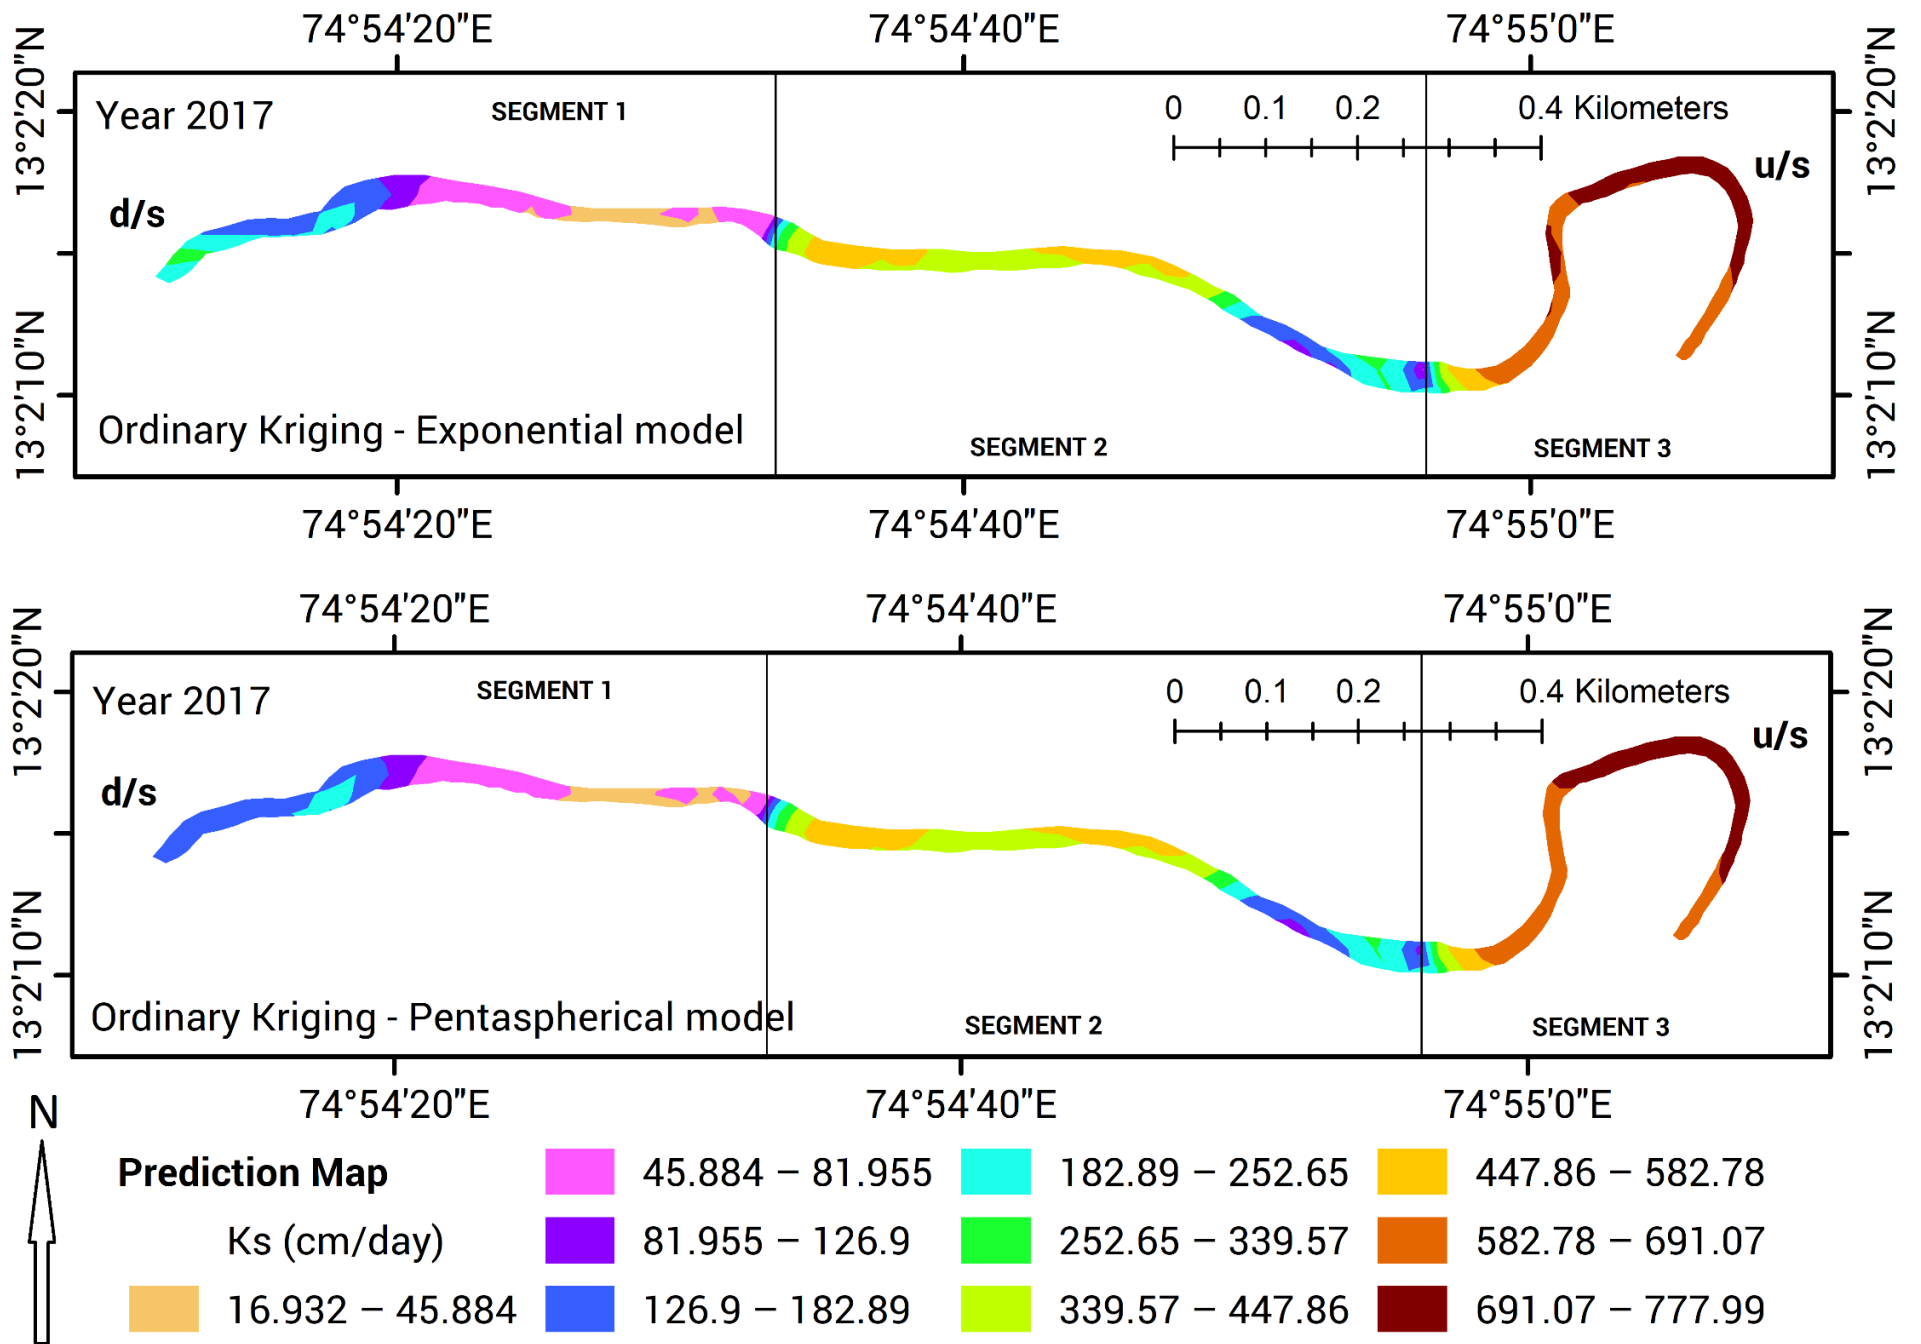 74°54'20"E 74°54'40"E 74°55'0"E
13°2'20"N
13°2'20"N
Year 2017
SEGMENT 1
0 0.1 0.2 0.4 Kilometers
u/s
d/s
13°2'10"N
13°2'10"N
Ordinary Kriging - Exponential model
SEGMENT 2
SEGMENT 3
74°54'20"E 74°54'40"E 74°55'0"E
74°54'20"E 74°54'40"E 74°55'0"E
13°2'20"N
13°2'20"N
Year 2017
SEGMENT 1
0 0.1 0.2 0.4 Kilometers
u/s
d/s
13°2'10"N
13°2'10"N
Ordinary Kriging - Pentaspherical model
SEGMENT 2
SEGMENT 3
74°54'20"E 74°54'40"E 74°55'0"E
N
Prediction Map
Ks (cm/day)
16.932 – 45.884
45.884 – 81.955
81.955 – 126.9
126.9 – 182.89
182.89 – 252.65
252.65 – 339.57
339.57 – 447.86
447.86 – 582.78
582.78 – 691.07
691.07 – 777.99